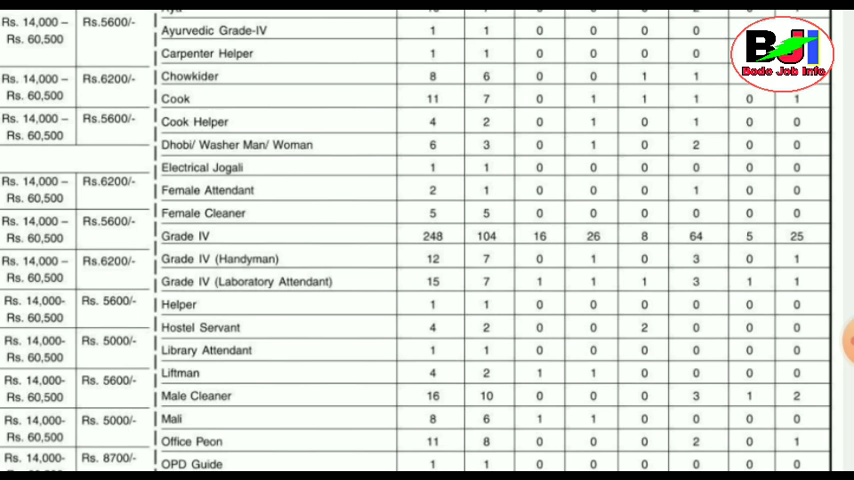 Rs. 14,000 – Rs.5600/-
Rs. 60,500
Rs. 14,000 – Rs.6200/-
Rs. 60,500
Rs. 14,000 – Rs.5600/-
Rs. 60,500
Rs. 14,000 – Rs.6200/-
Rs. 60,500
Rs. 14,000 – Rs.5600/-
Rs. 60,500
Rs. 14,000 – Rs.6200/-
Rs. 60,500
Rs. 14,000- Rs. 5600/-
Rs. 60,500
Rs. 14,000- Rs. 5000/-
Rs. 60,500
Rs. 14,000- Rs. 5600/-
Rs. 60,500
Rs. 14,000- Rs. 5000/-
Rs. 60,500
Rs. 14,000- Rs. 8700/-
Ayurvedic Grade-IV 1 1 0 0 0 0
Carpenter Helper 1 1 0 0 0 0
Chowkider 8 6 0 0 1 1
Cook 11 7 0 1 1 1 0 1
Cook Helper 4 2 0 1 0 1 0 0
Dhobi/ Washer Man/ Woman 6 3 0 1 0 2 0 0
Electrical Jogali 1 1 0 0 0 0 0 0
Female Attendant 2 1 0 0 0 1 0 0
Female Cleaner 5 5 0 0 0 0 0 0
Grade IV 248 104 16 26 8 64 5 25
Grade IV (Handyman) 12 7 0 1 0 3 0 1
Grade IV (Laboratory Attendant) 15 7 1 1 1 3 1 1
Helper 1 1 0 0 0 0 0 0
Hostel Servant 4 2 0 0 2 0 0 0
Library Attendant 1 1 0 0 0 0 0 0
Liftman 4 2 1 1 0 0 0 0
Male Cleaner 16 10 0 0 0 3 1 2
Mali 8 6 1 1 0 0 0 0
Office Peon 11 8 0 0 0 2 0 1
OPD Guide 1 1 0 0 0 0 0 0
BJI
Bodo Job Info